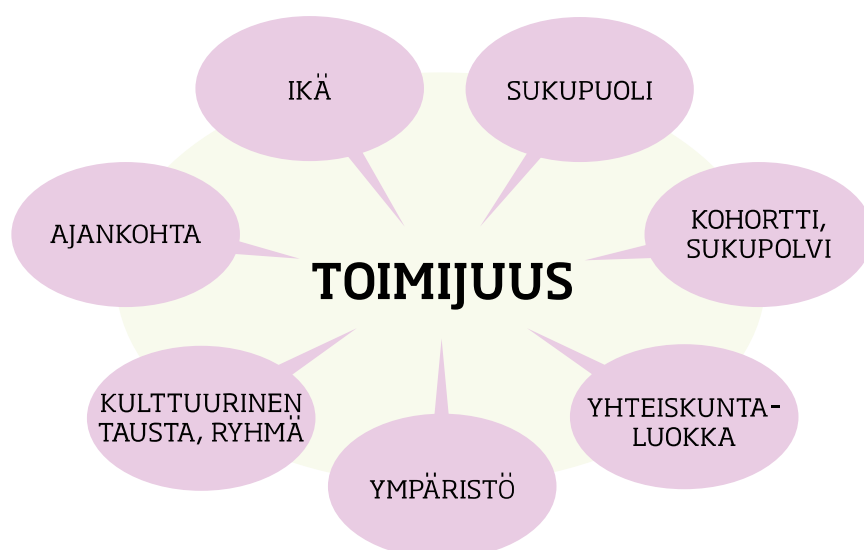 IKÄ
SUKUPUOLI
AJANKOHTA
KOHORTTI,
SUKUPOLVI
TOIMIJUUS
KULTTUURINEN
TAUSTA, RYHMÄ
YHTEISKUNTA-
LUOKKA
YMPÄRISTÖ